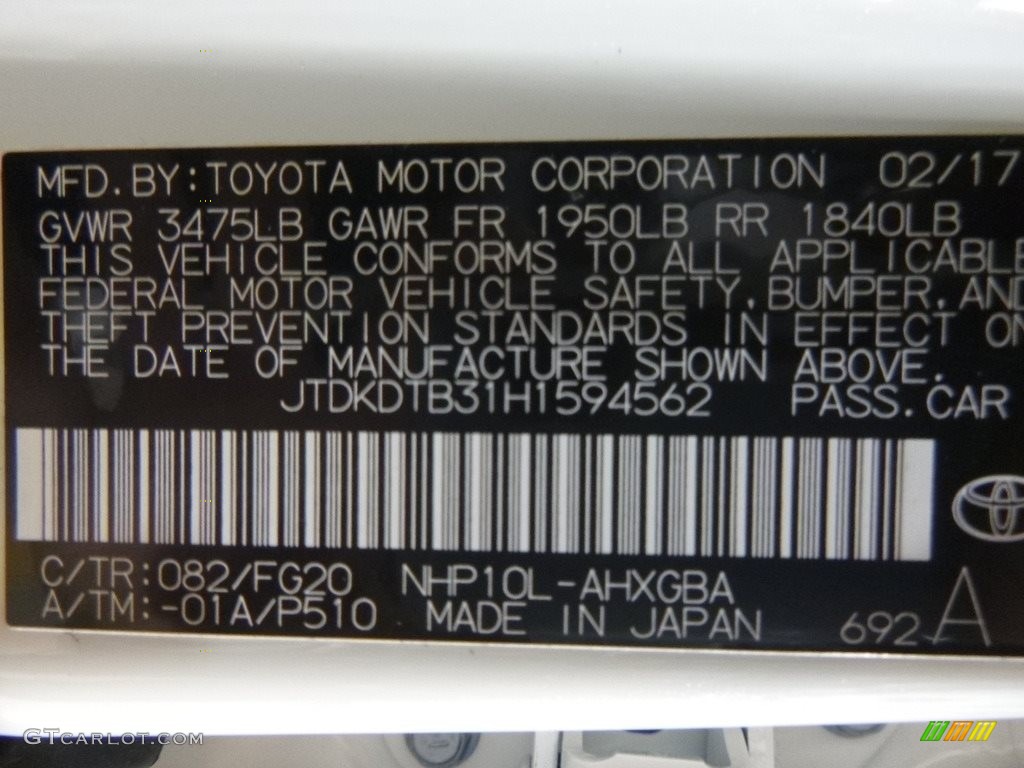 MFD.BY:TOYOTA MOTOR CORPORATION 02/17
GVWR 3475LB GAWR FR 1950LB RR 1840LB
THIS VEHICLE CONFORMS TO ALL APPLICABLE
FEDERAL MOTOR VEHICLE SAFETY,BUMPER,AND
THEFT PREVENTION STANDARDS IN EFFECT ON
THE DATE OF MANUFACTURE SHOWN ABOVE.
JTDKDTB31H1594562 PASS.CAR
C/TR:082/FG20 NHP10L-AHXGBA
A/TM:-01A/P510 MADE IN JAPAN 692 A
GTcarlot.com